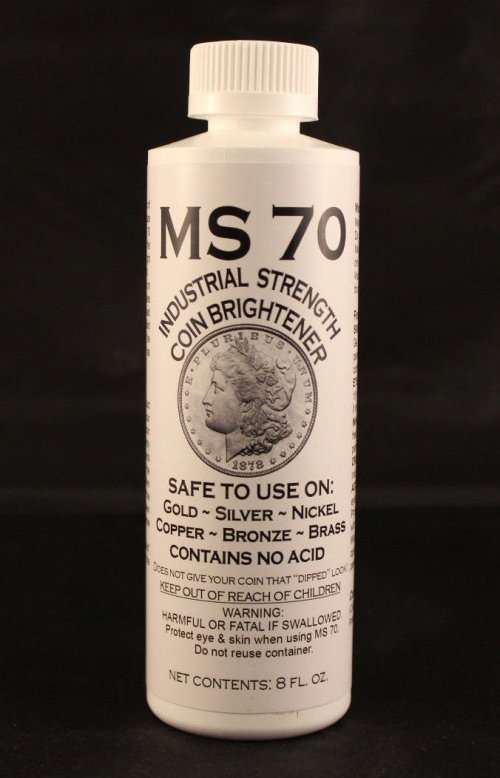 MS 70
INDUSTRIAL STRENGTH
COIN BRIGHTENER
E·PLURIBUS·UNUM
1878
SAFE TO USE ON:
GOLD ~ SILVER ~ NICKEL
COPPER ~ BRONZE ~ BRASS
CONTAINS NO ACID
DOES NOT GIVE YOUR COIN THAT "DIPPED" LOOK!
KEEP OUT OF REACH OF CHILDREN
WARNING:
HARMFUL OR FATAL IF SWALLOWED
Protect eye & skin when using MS 70.
Do not reuse container.
NET CONTENTS: 8 FL. OZ.